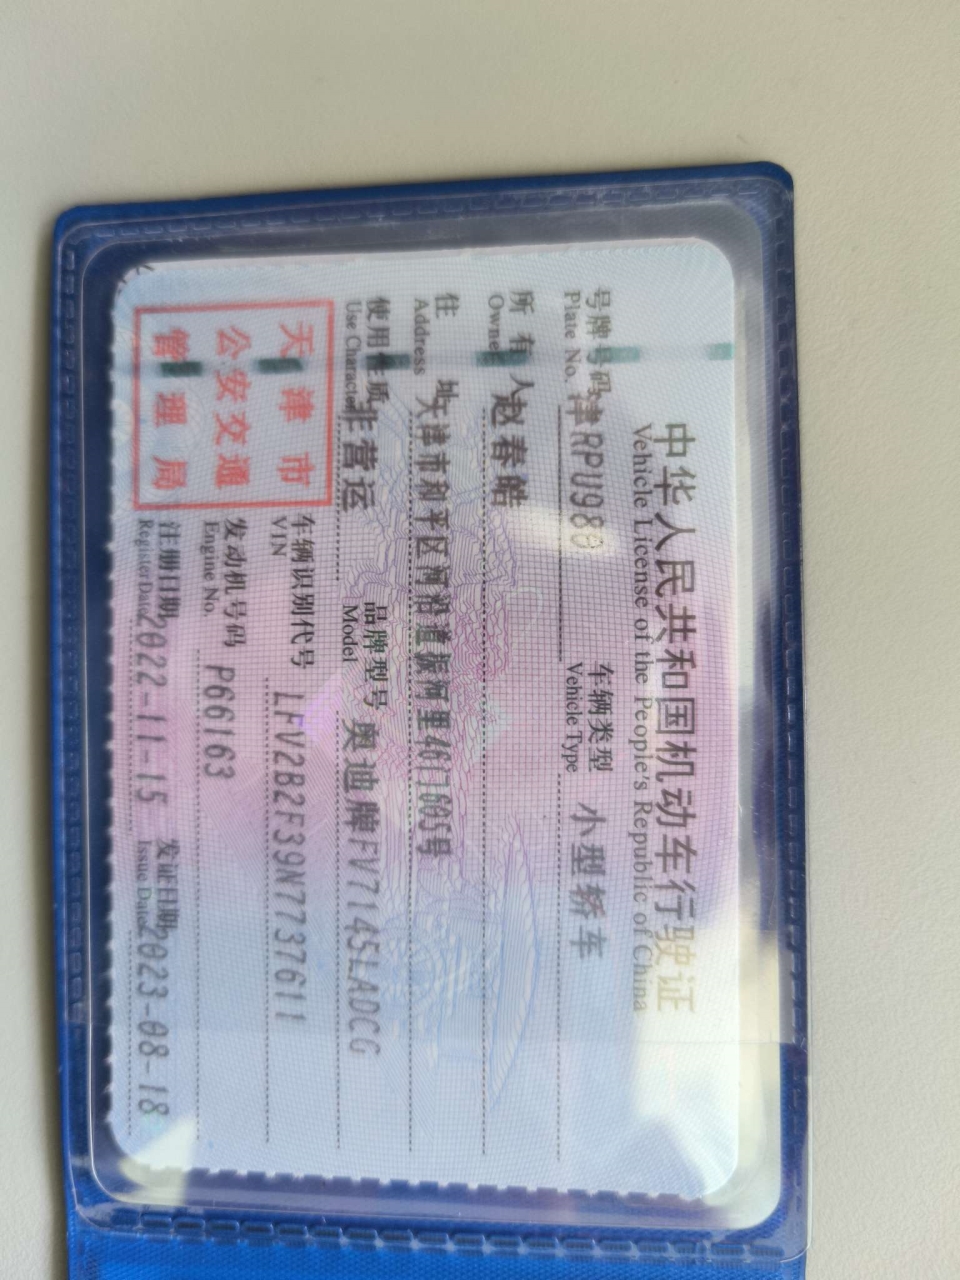 中华人民共和国机动车行驶证
Vehicle License of the People's Republic of China
号牌号码 津RPU980 车辆类型 小型轿车
Plate No. Vehicle Type
所有人 赵春皓
Owner
住址 天津市和平区河沿道振河里46门605号
Address
使用性质 非营运 品牌型号 奥迪牌FV7145LADCG
Use Character Model
天津市
公安交通
管理局
车辆识别代号 LFV2B2F39N7737611
VIN
发动机号码 P66163
Engine No.
注册日期 2022-11-15 发证日期 2023-08-18
Register Date Issue Date